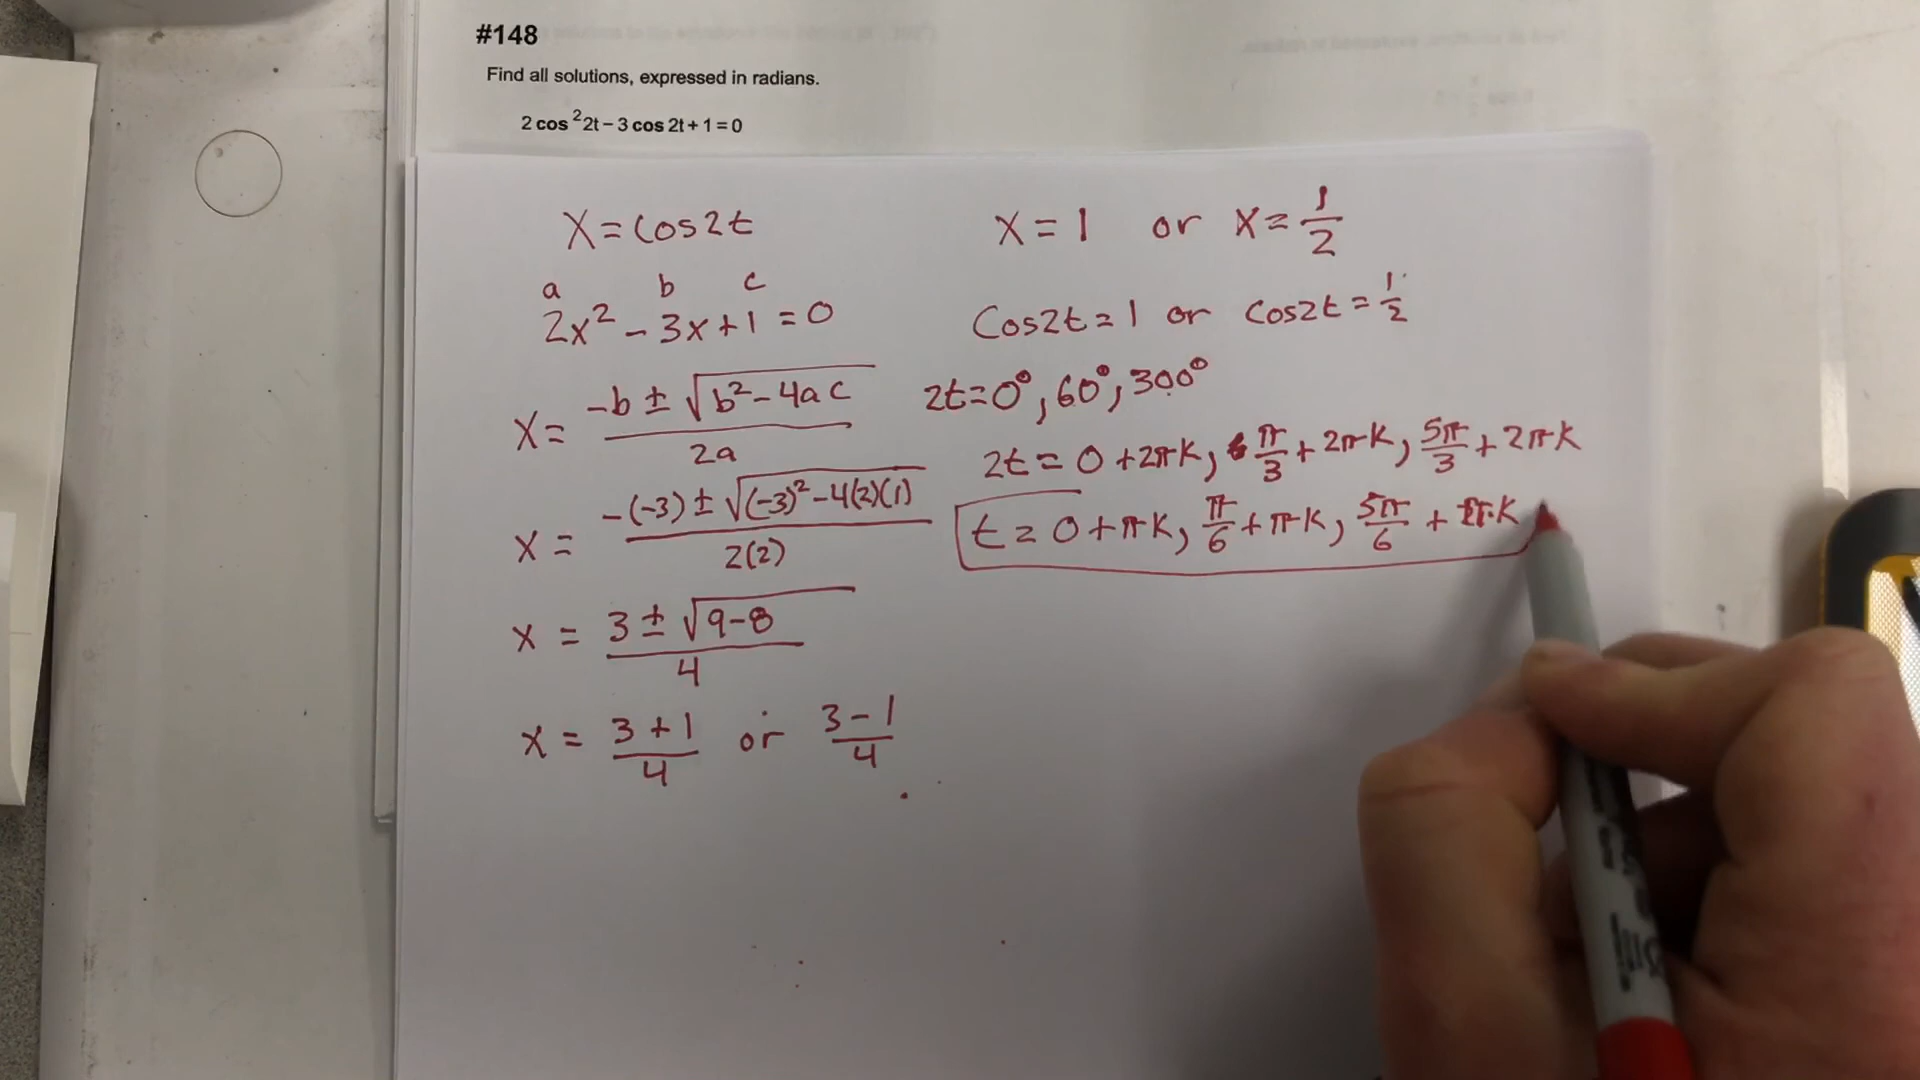 #148
Find all solutions, expressed in radians.
2 cos ²2t − 3 cos 2t + 1 = 0
X = Cos2t
a b c
2x² − 3x + 1 = 0
x = (-b ± √(b² − 4ac))/2a
x = (-(-3) ± √((-3)² − 4(2)(1)))/2(2)
x = (3 ± √(9-8))/4
x = (3+1)/4 or (3-1)/4
X = 1 or X = 1/2
Cos2t = 1 or Cos2t = 1/2
2t = 0°, 60°, 300°
2t = 0 + 2πK, π/3 + 2πK, 5π/3 + 2πK
t = 0 + πK, π/6 + πK, 5π/6 + πK